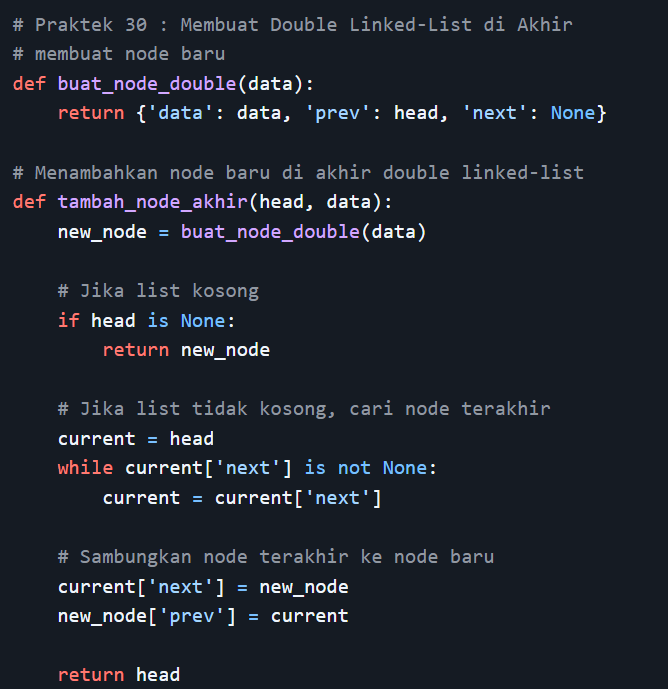 # Praktek 30 : Membuat Double Linked-List di Akhir
# membuat node baru
def buat_node_double(data):
    return {'data': data, 'prev': head, 'next': None}

# Menambahkan node baru di akhir double linked-list
def tambah_node_akhir(head, data):
    new_node = buat_node_double(data)

    # Jika list kosong
    if head is None:
        return new_node

    # Jika list tidak kosong, cari node terakhir
    current = head
    while current['next'] is not None:
        current = current['next']

    # Sambungkan node terakhir ke node baru
    current['next'] = new_node
    new_node['prev'] = current

    return head